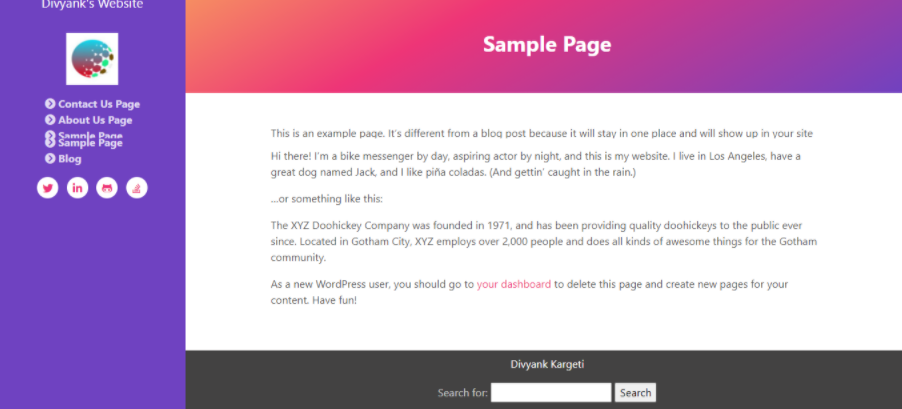 Divyank's Website
Contact Us Page
About Us Page
Sample Page
Sample Page
Blog
Sample Page
This is an example page. It's different from a blog post because it will stay in one place and will show up in your site
Hi there! I'm a bike messenger by day, aspiring actor by night, and this is my website. I live in Los Angeles, have a
great dog named Jack, and I like piña coladas. (And gettin' caught in the rain.)
...or something like this:
The XYZ Doohickey Company was founded in 1971, and has been providing quality doohickeys to the public ever
since. Located in Gotham City, XYZ employs over 2,000 people and does all kinds of awesome things for the Gotham
community.
As a new WordPress user, you should go to your dashboard to delete this page and create new pages for your
content. Have fun!
Divyank Kargeti
Search for: Search